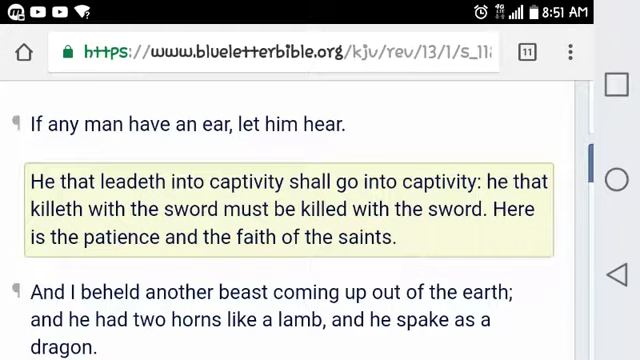 4G
8:51 AM
https://www.blueletterbible.org/kjv/rev/13/1/s_118
11
¶ If any man have an ear, let him hear.
He that leadeth into captivity shall go into captivity: he that
killeth with the sword must be killed with the sword. Here
is the patience and the faith of the saints.
¶ And I beheld another beast coming up out of the earth;
and he had two horns like a lamb, and he spake as a
dragon.